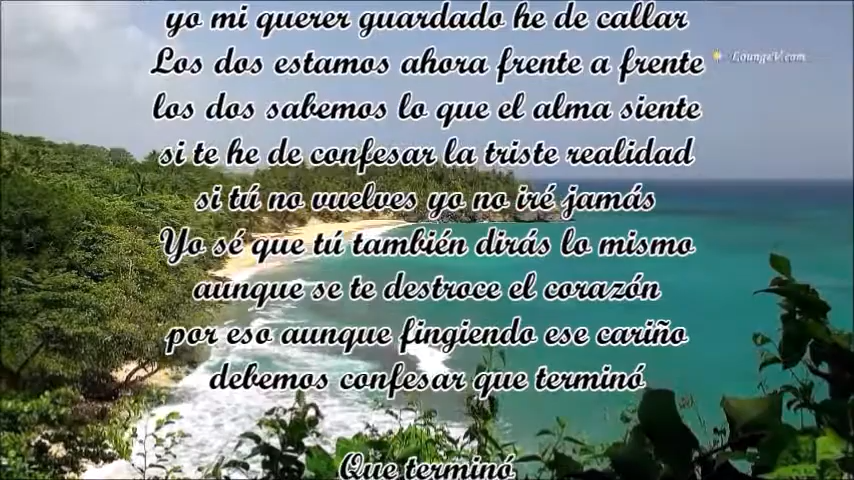 yo mi querer guardado he de callar
Los dos estamos ahora frente a frente
LoungeV.com
los dos sabemos lo que el alma siente
si te he de confesar la triste realidad
si tú no vuelves yo no iré jamás
Yo sé que tú también dirás lo mismo
aunque se te destroce el corazón
por eso aunque fingiendo ese cariño
debemos confesar que terminó
Que terminó